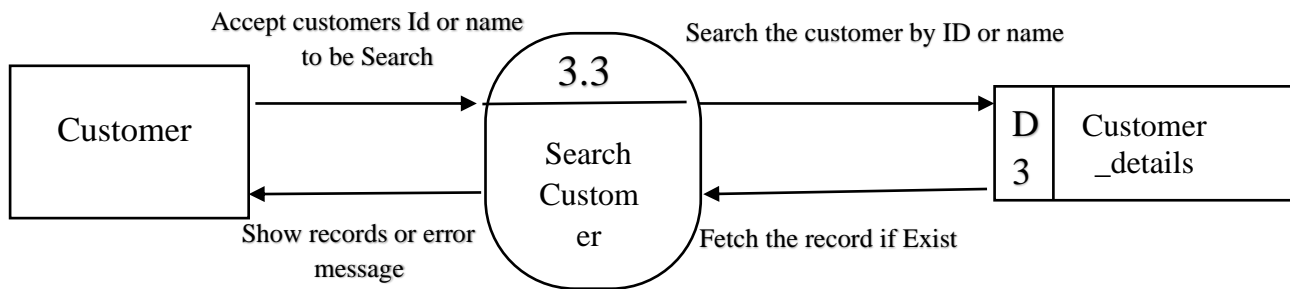 Accept customers Id or name
to be Search
Search the customer by ID or name
3.3
Customer
D
3
Customer
_details
Search
Custom
er
Show records or error
message
Fetch the record if Exist